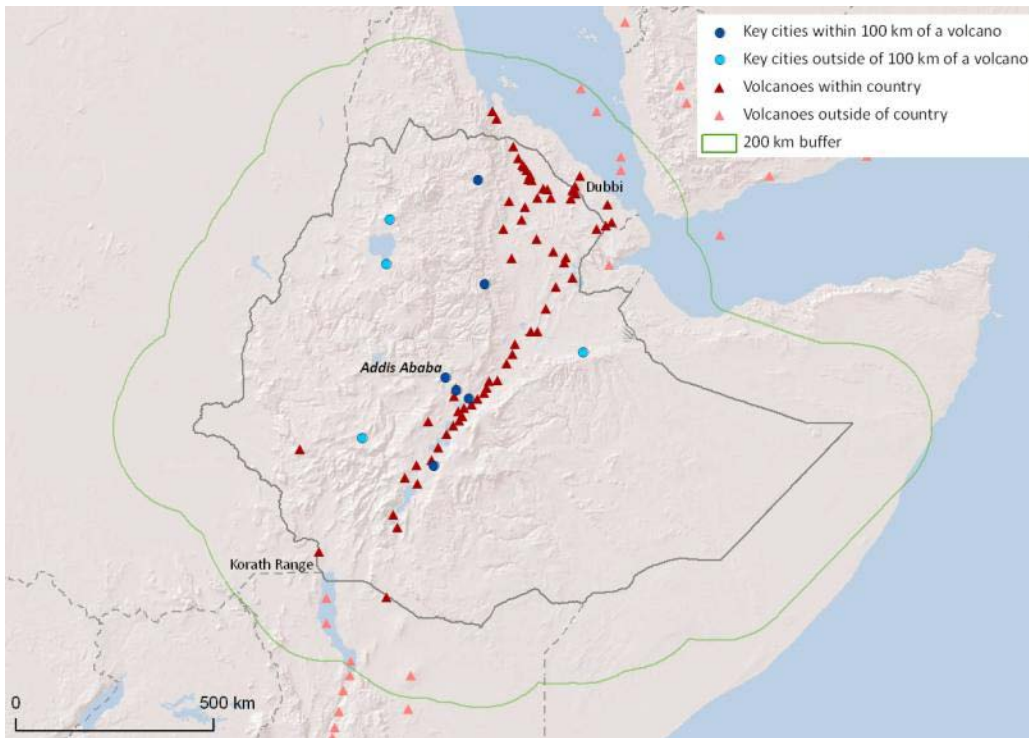 Key cities within 100 km of a volcano
Key cities outside of 100 km of a volcano
Volcanoes within country
Volcanoes outside of country
200 km buffer
Dubbi
Addis Ababa
Korath Range
0 500 km